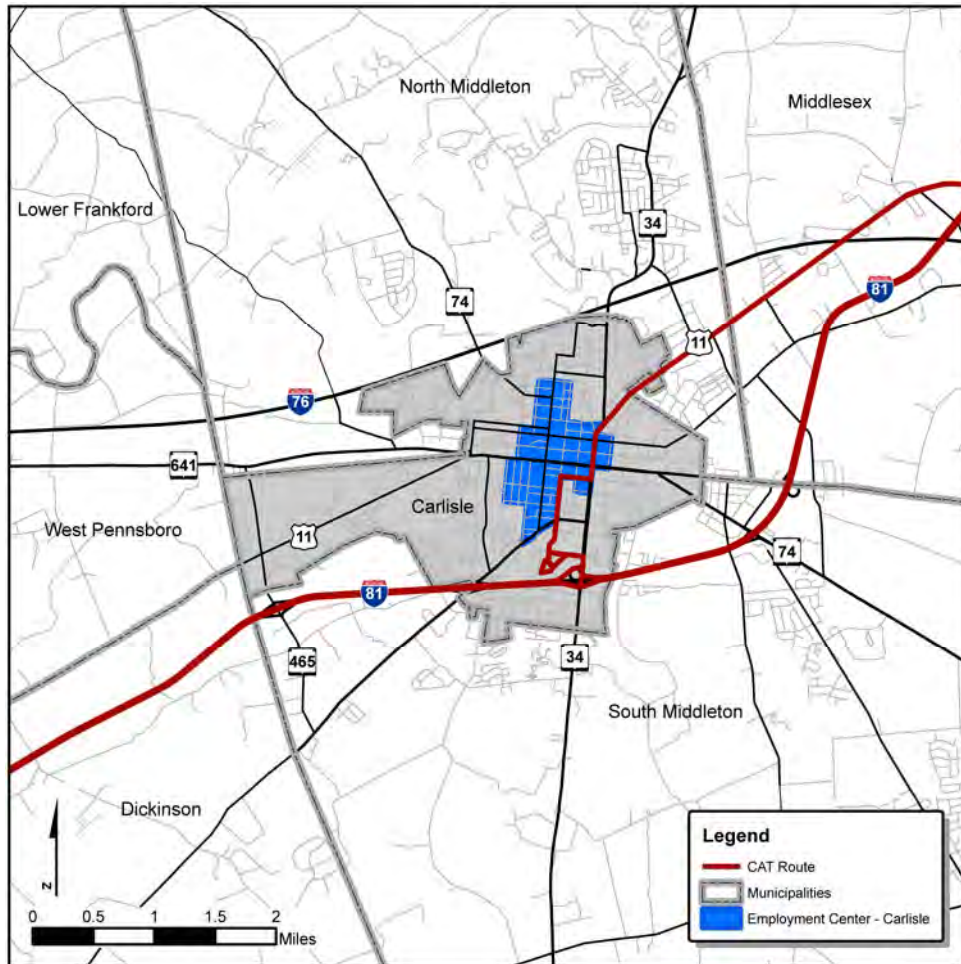 North Middleton
Middlesex
Lower Frankford
34
81
74
11
76
641
West Pennsboro
Carlisle
11
74
81
465
34
South Middleton
Dickinson
N
0 0.5 1 1.5 2
Miles
Legend
CAT Route
Municipalities
Employment Center - Carlisle